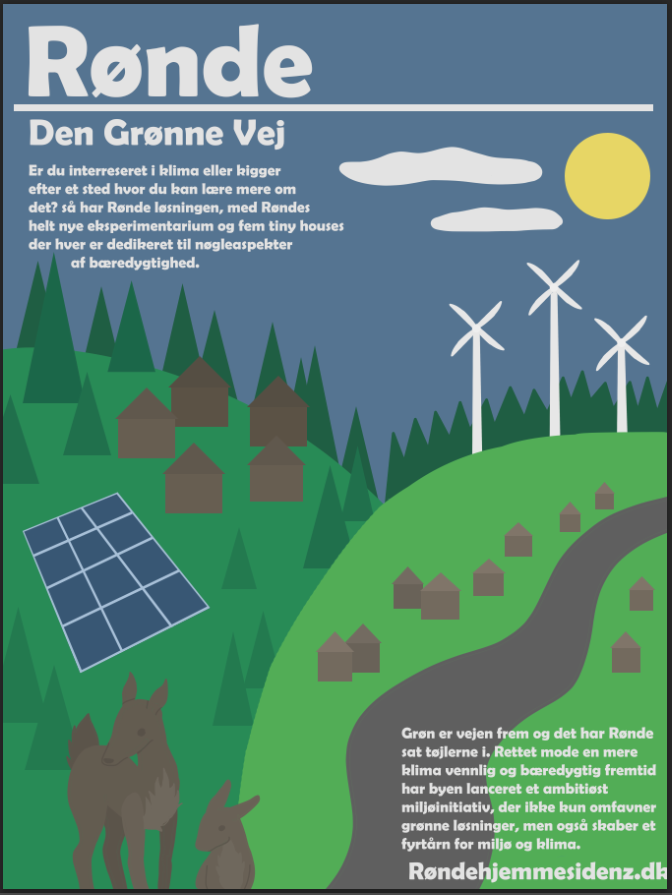 Rønde
Den Grønne Vej
Er du interreseret i klima eller kigger
efter et sted hvor du kan lære mere om
det? så har Rønde løsningen, med Røndes
helt nye eksperimentarium og fem tiny houses
der hver er dedikeret til nøgleaspekter
af bæredygtighed.
Grøn er vejen frem og det har Rønde
sat tøjlerne i. Rettet mode en mere
klima vennlig og bæredygtig fremtid
har byen lanceret et ambitiøst
miljøinitiativ, der ikke kun omfavner
grønne løsninger, men også skaber et
fyrtårn for miljø og klima.
Røndehjemmesidenz.dk